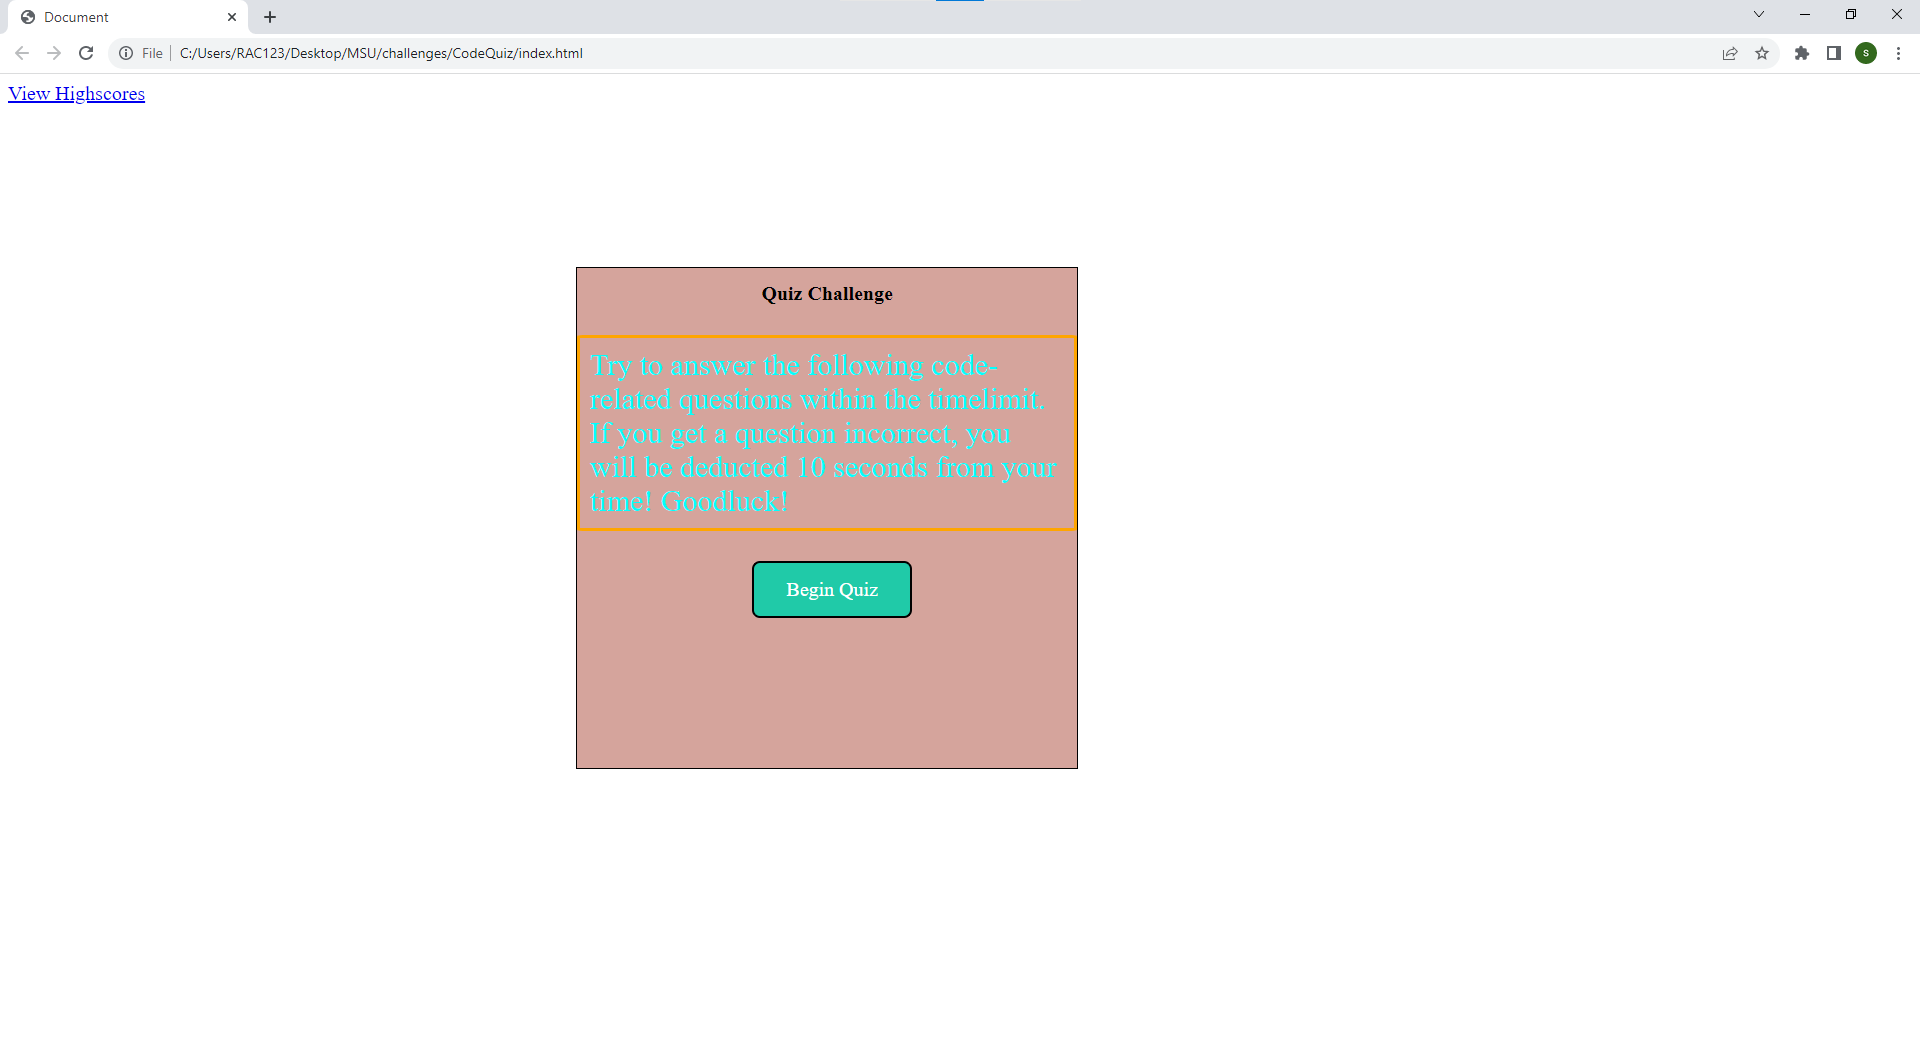 Document
File
C:/Users/RAC123/Desktop/MSU/challenges/CodeQuiz/index.html
S
View Highscores
Quiz Challenge
Try to answer the following code-
related questions within the timelimit.
If you get a question incorrect, you
will be deducted 10 seconds from your
time! Goodluck!
Begin Quiz